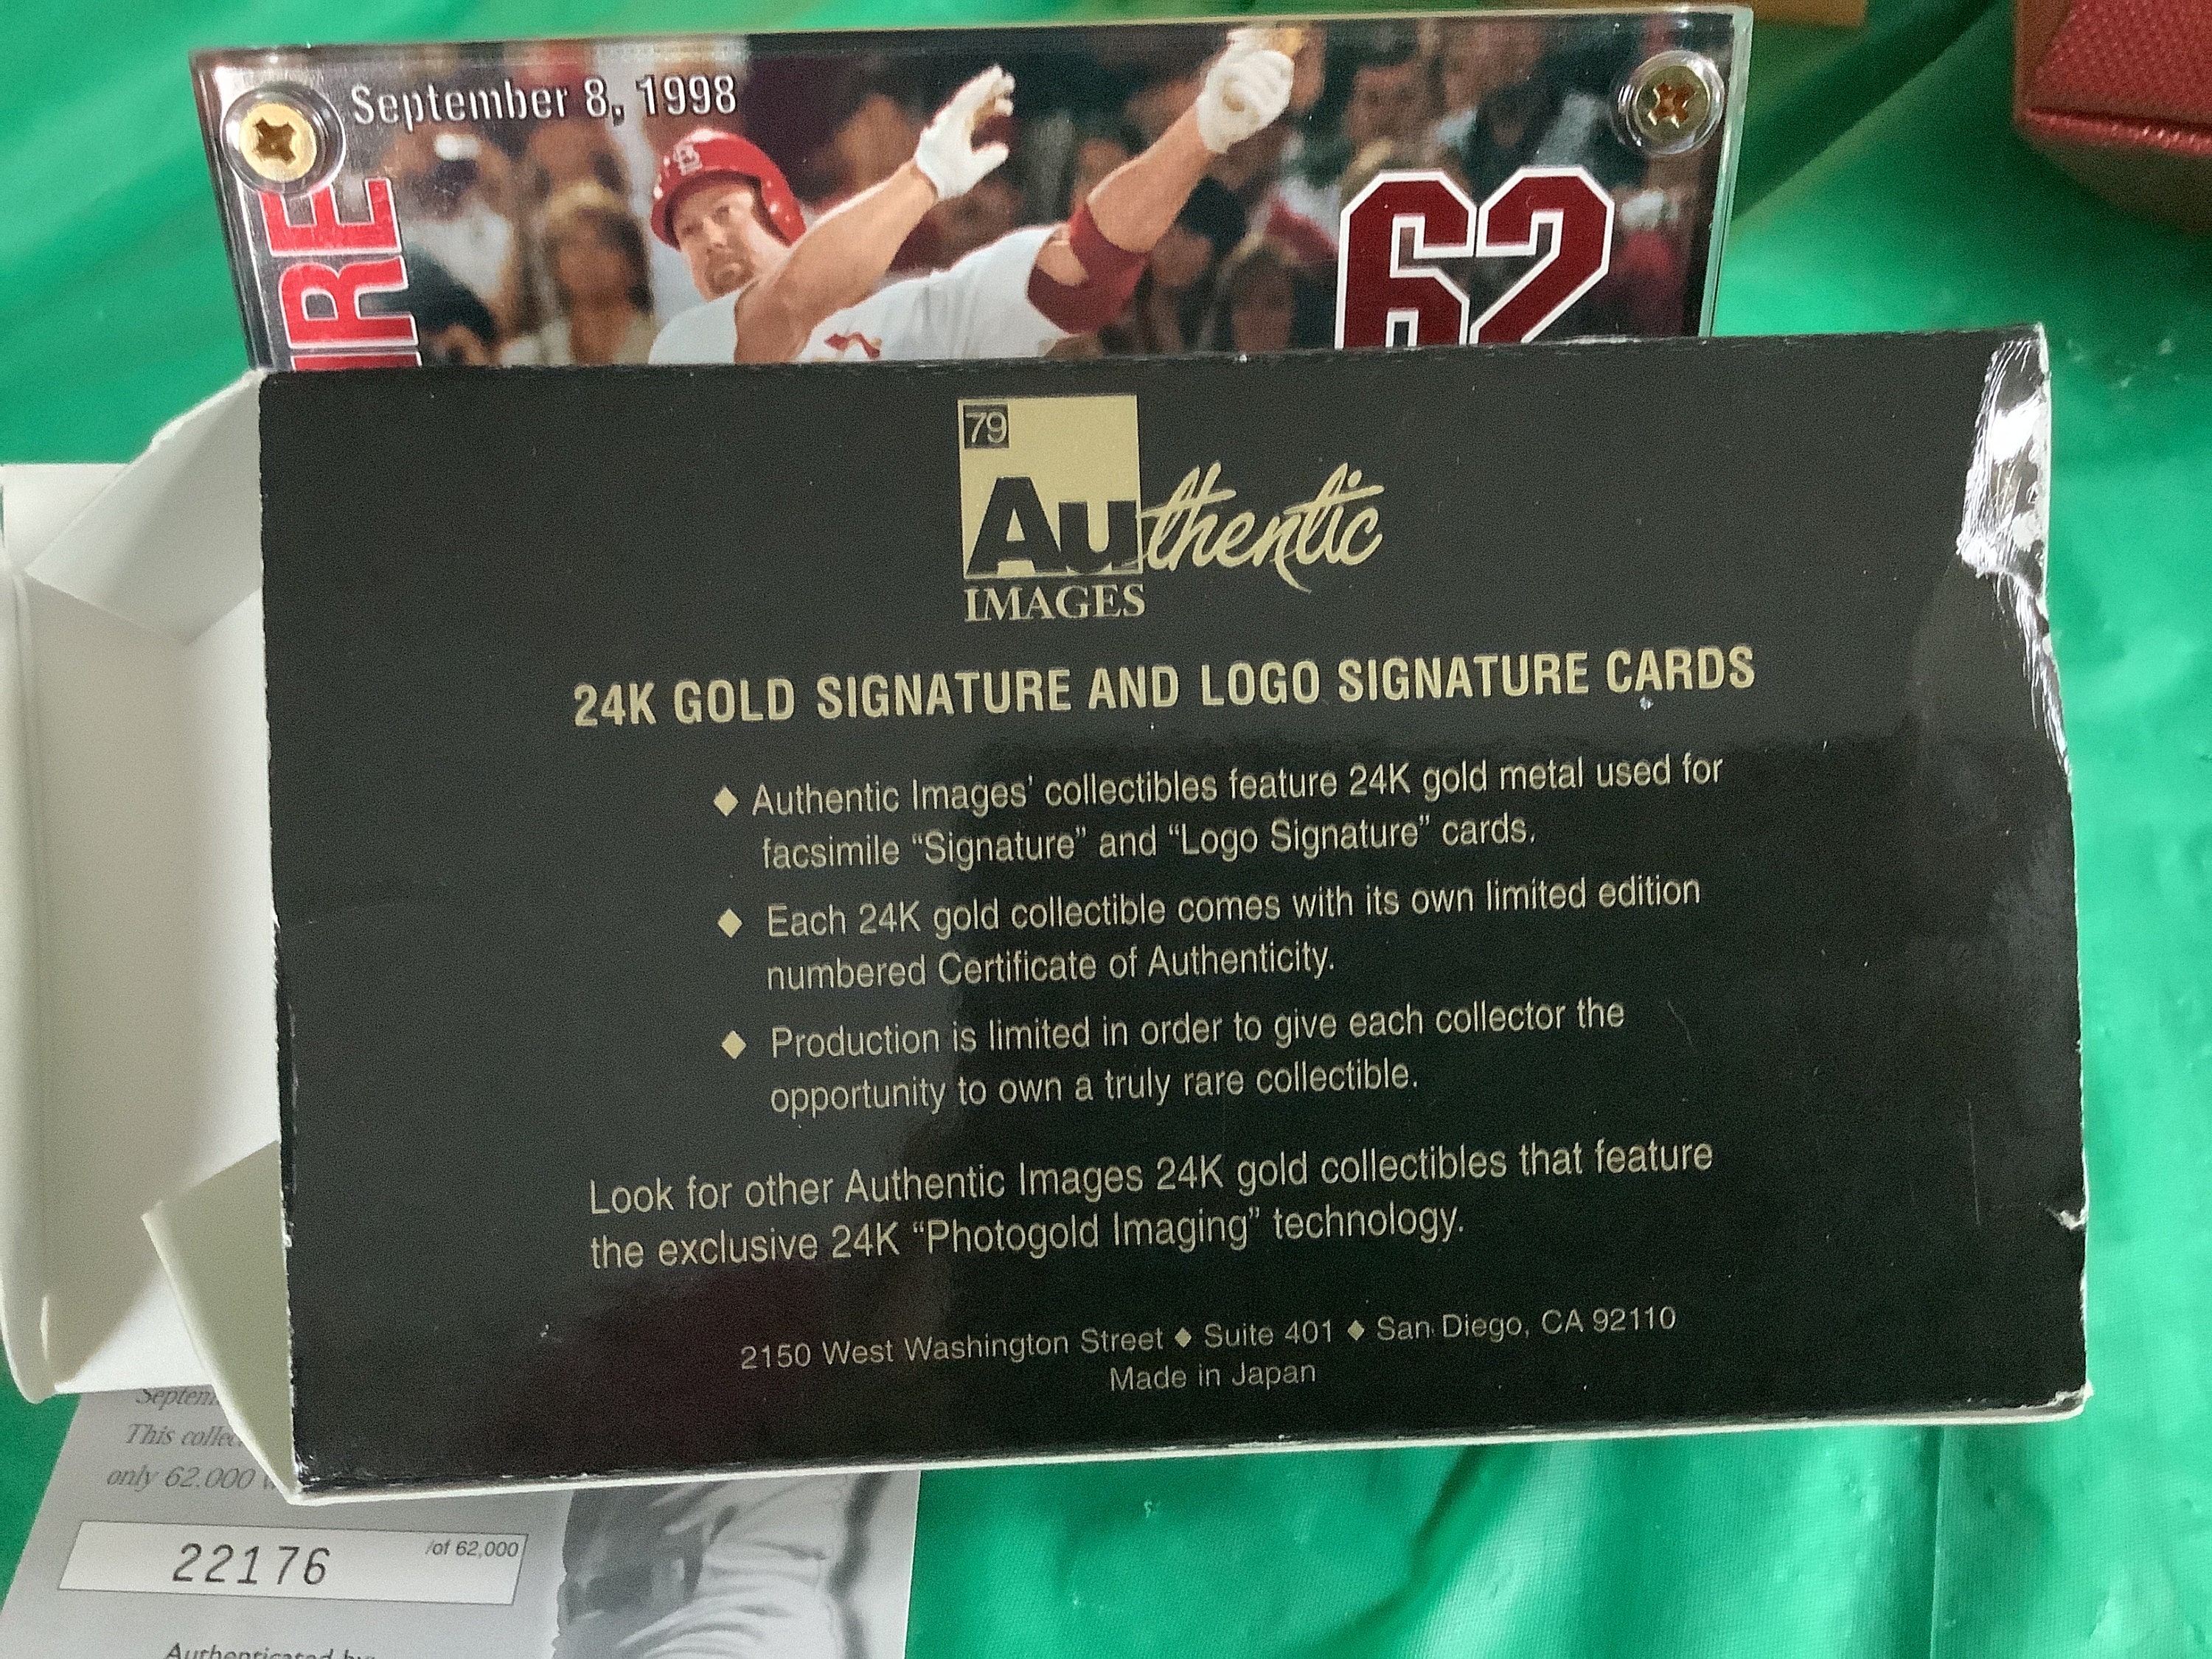 September 8, 1998
62
79
Authentic
IMAGES
24K GOLD SIGNATURE AND LOGO SIGNATURE CARDS
◆ Authentic Images' collectibles feature 24K gold metal used for
facsimile “Signature” and “Logo Signature” cards.
◆ Each 24K gold collectible comes with its own limited edition
numbered Certificate of Authenticity.
◆ Production is limited in order to give each collector the
opportunity to own a truly rare collectible.
Look for other Authentic Images 24K gold collectibles that feature
the exclusive 24K “Photogold Imaging” technology.
2150 West Washington Street ◆ Suite 401 ◆ San Diego, CA 92110
Made in Japan
This
only 62.000
22176 /of 62,000